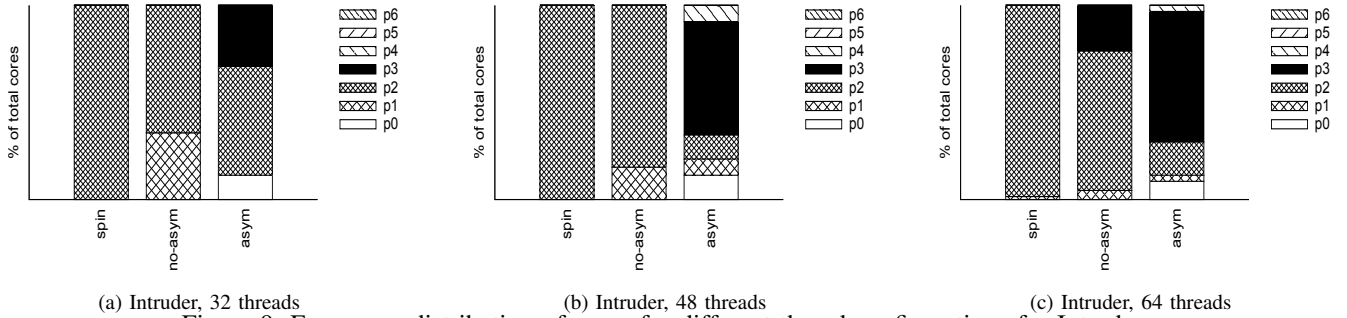 % of total cores
spin
no-asym
asym
p6
p5
p4
p3
p2
p1
p0
(a) Intruder, 32 threads
% of total cores
spin
no-asym
asym
p6
p5
p4
p3
p2
p1
p0
(b) Intruder, 48 threads
% of total cores
spin
no-asym
asym
p6
p5
p4
p3
p2
p1
p0
(c) Intruder, 64 threads